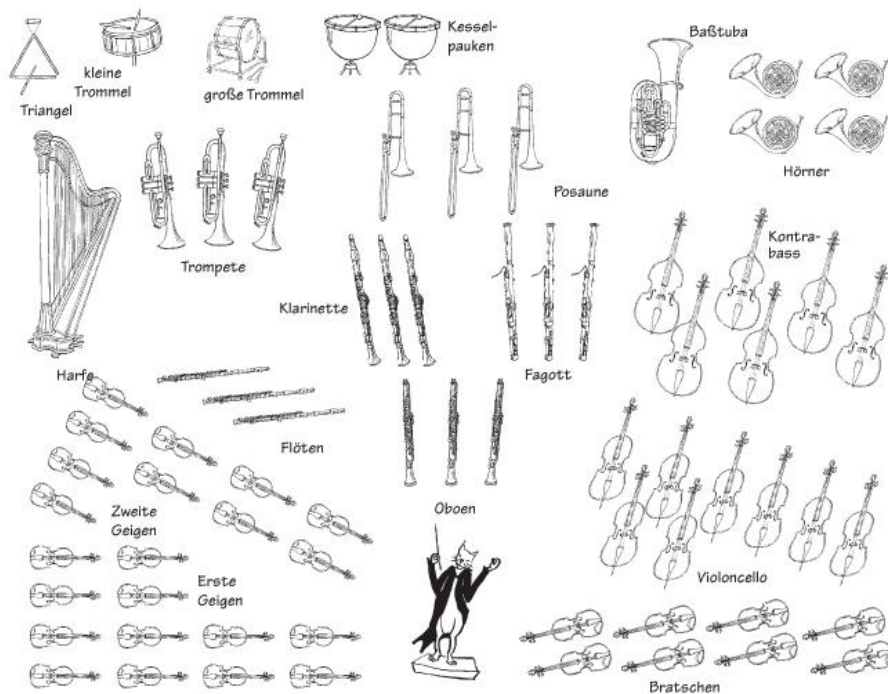 Triangel
kleine
Trommel
große Trommel
Kessel-
pauken
Baßtuba
Hörner
Posaune
Trompete
Kontra-
bass
Klarinette
Harfe
Fagott
Flöten
Zweite
Geigen
Oboen
Erste
Geigen
Violoncello
Bratschen